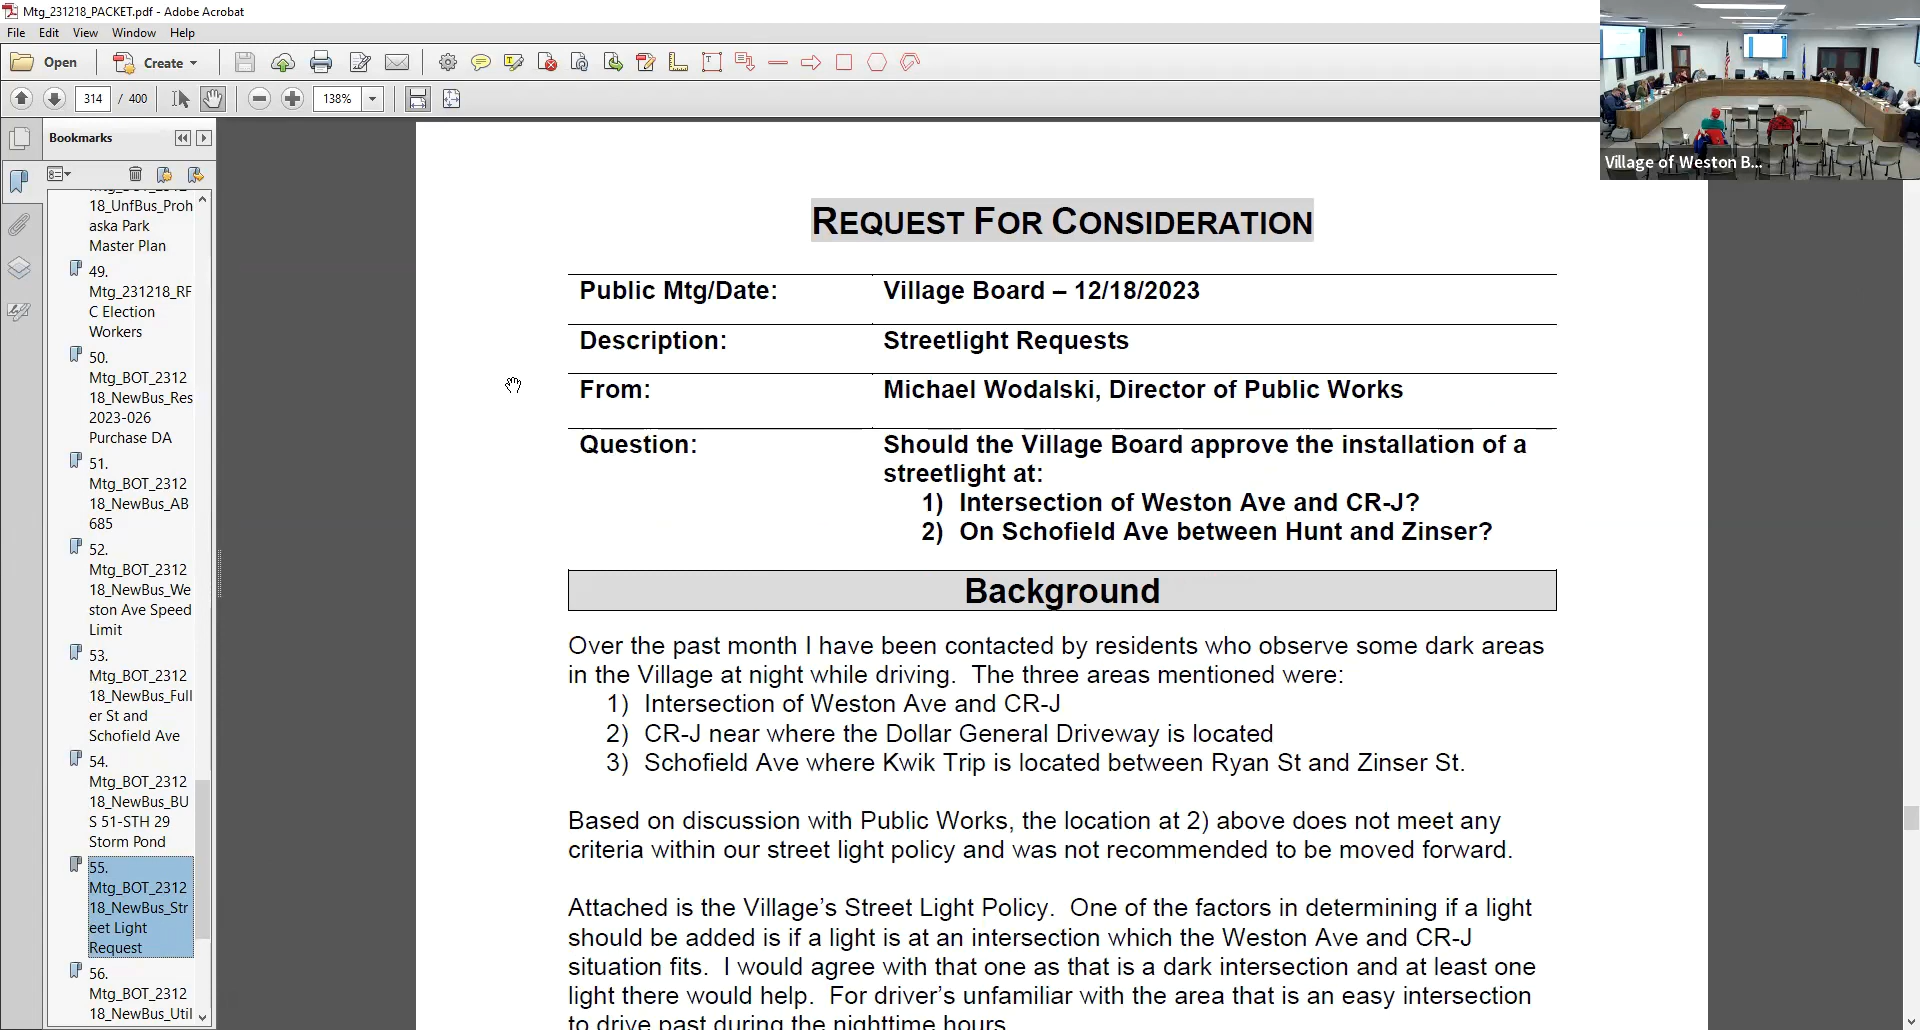 Mtg_231218_PACKET.pdf - Adobe Acrobat
File Edit View Window Help
Open Create
314 / 400 138%
Bookmarks
18_UnfBus_Proh
aska Park
Master Plan
49.
Mtg_231218_RF
C Election
Workers
50.
Mtg_BOT_2312
18_NewBus_Res
2023-026
Purchase DA
51.
Mtg_BOT_2312
18_NewBus_AB
685
52.
Mtg_BOT_2312
18_NewBus_We
ston Ave Speed
Limit
53.
Mtg_BOT_2312
18_NewBus_Full
er St and
Schofield Ave
54.
Mtg_BOT_2312
18_NewBus_BU
S 51-STH 29
Storm Pond
55.
Mtg_BOT_2312
18_NewBus_Str
eet Light
Request
56.
Mtg_BOT_2312
18_NewBus_Util
Village of Weston B...
REQUEST FOR CONSIDERATION
Public Mtg/Date: Village Board – 12/18/2023
Description: Streetlight Requests
From: Michael Wodalski, Director of Public Works
Question: Should the Village Board approve the installation of a
streetlight at:
1) Intersection of Weston Ave and CR-J?
2) On Schofield Ave between Hunt and Zinser?
Background
Over the past month I have been contacted by residents who observe some dark areas
in the Village at night while driving. The three areas mentioned were:
1) Intersection of Weston Ave and CR-J
2) CR-J near where the Dollar General Driveway is located
3) Schofield Ave where Kwik Trip is located between Ryan St and Zinser St.
Based on discussion with Public Works, the location at 2) above does not meet any
criteria within our street light policy and was not recommended to be moved forward.
Attached is the Village’s Street Light Policy. One of the factors in determining if a light
should be added is if a light is at an intersection which the Weston Ave and CR-J
situation fits. I would agree with that one as that is a dark intersection and at least one
light there would help. For driver’s unfamiliar with the area that is an easy intersection
to drive past during the nighttime hours.